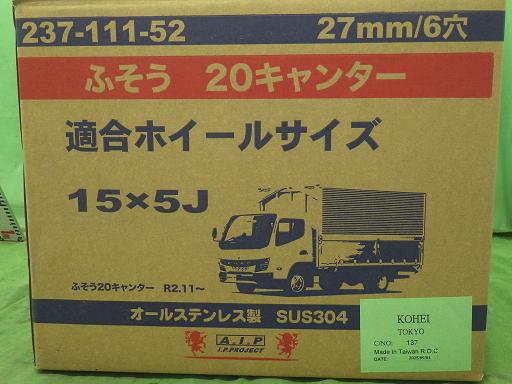 237-111-52 27mm/6穴
ふそう 20キャンター
適合ホイールサイズ
15×5J
ふそう20キャンター R2.11～
オールステンレス製 SUS304
A.I.P
I.P.PROJECT
KOHEI
TOKYO
C/NO: 137
Made In Taiwan R.O.C
DATE: